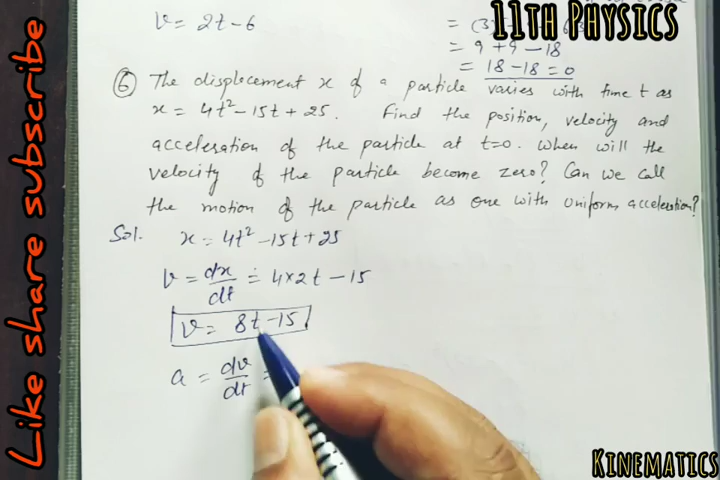 Like share subscribe
11th Physics
v = 2t - 6
= 9 + 9 - 18
= 18 - 18 = 0
⑥ The displacement x of a particle varies with time t as
x = 4t² - 15t + 25. Find the position, velocity and
acceleration of the particle at t=0. When will the
velocity of the particle become zero? Can we call
the motion of the particle as one with uniform acceleration?
Sol. x = 4t² - 15t + 25
v = dx/dt = 4×2t - 15
v = 8t - 15
a = dv/dt =
Kinematics